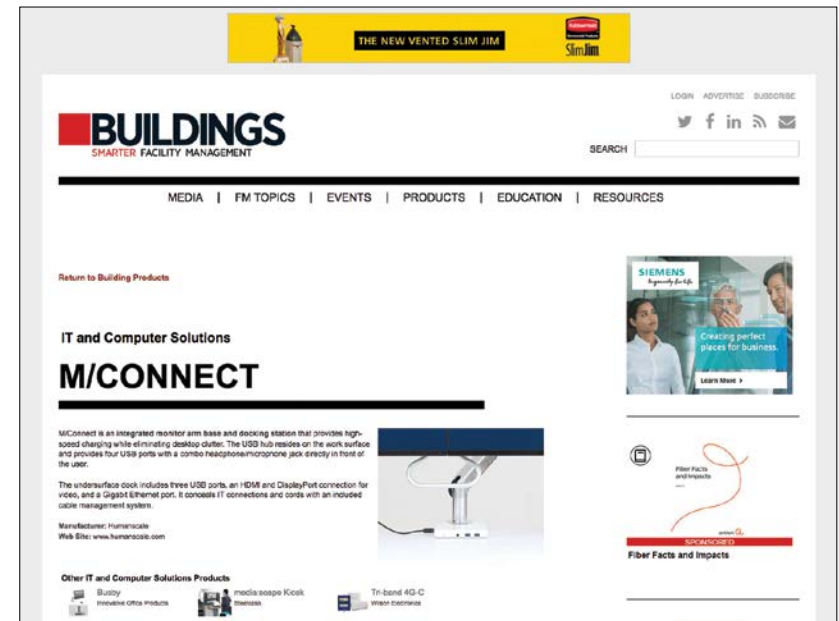 THE NEW VENTED SLIM JIM
Rubbermaid
SlimJim
LOGIN ADVERTISE SUBSCRIBE
BUILDINGS
SMARTER FACILITY MANAGEMENT
SEARCH
MEDIA | FM TOPICS | EVENTS | PRODUCTS | EDUCATION | RESOURCES
Return to Building Products
SIEMENS
Ingenuity for life
Creating perfect
places for business.
Learn More >
IT and Computer Solutions
M/CONNECT
M/Connect is an integrated monitor arm base and docking station that provides high-
speed charging while eliminating desktop clutter. The USB hub resides on the work surface
and provides four USB ports with a combo headphone/microphone jack directly in front of
the user.
The undersurface dock includes three USB ports, an HDMI and DisplayPort connection for
video, and a Gigabit Ethernet port. It conceals IT connections and cords with an included
cable management system.
Manufacturer: Humanscale
Web Site: www.humanscale.com
Fiber Facts
and Impacts
SPONSORED
Fiber Facts and Impacts
Other IT and Computer Solutions Products
Busby
Innovative Office Products
media:scape Kiosk
Steelcase
Tri-band 4G-C
Wilson Electronics